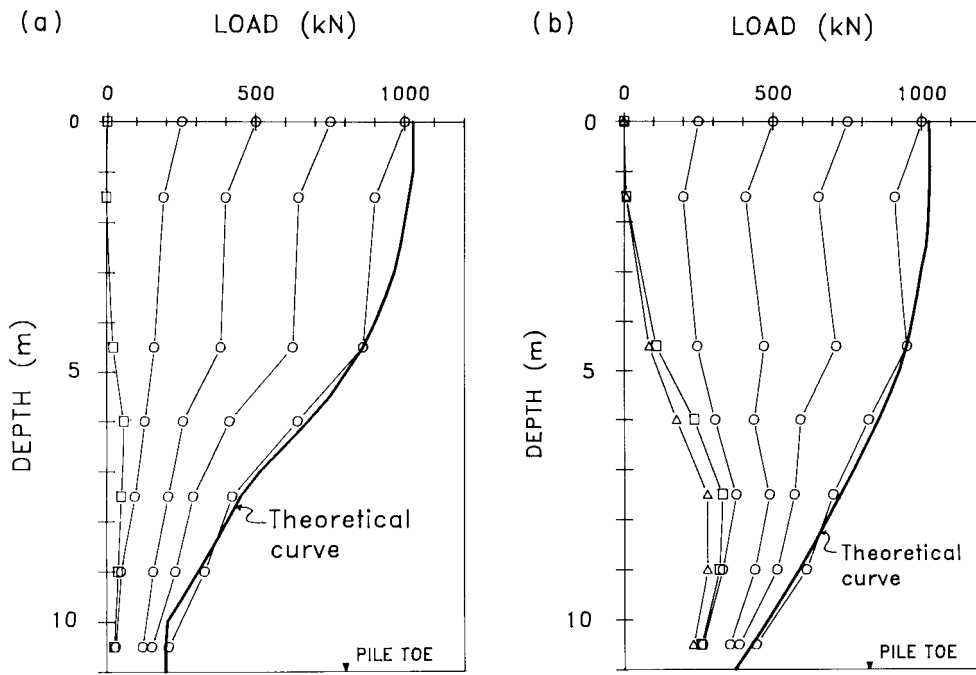 (a)
LOAD (kN)
0 500 1000
0
5
10
DEPTH (m)
Theoretical
curve
PILE TOE
(b)
LOAD (kN)
0 500 1000
0
5
10
DEPTH (m)
Theoretical
curve
PILE TOE